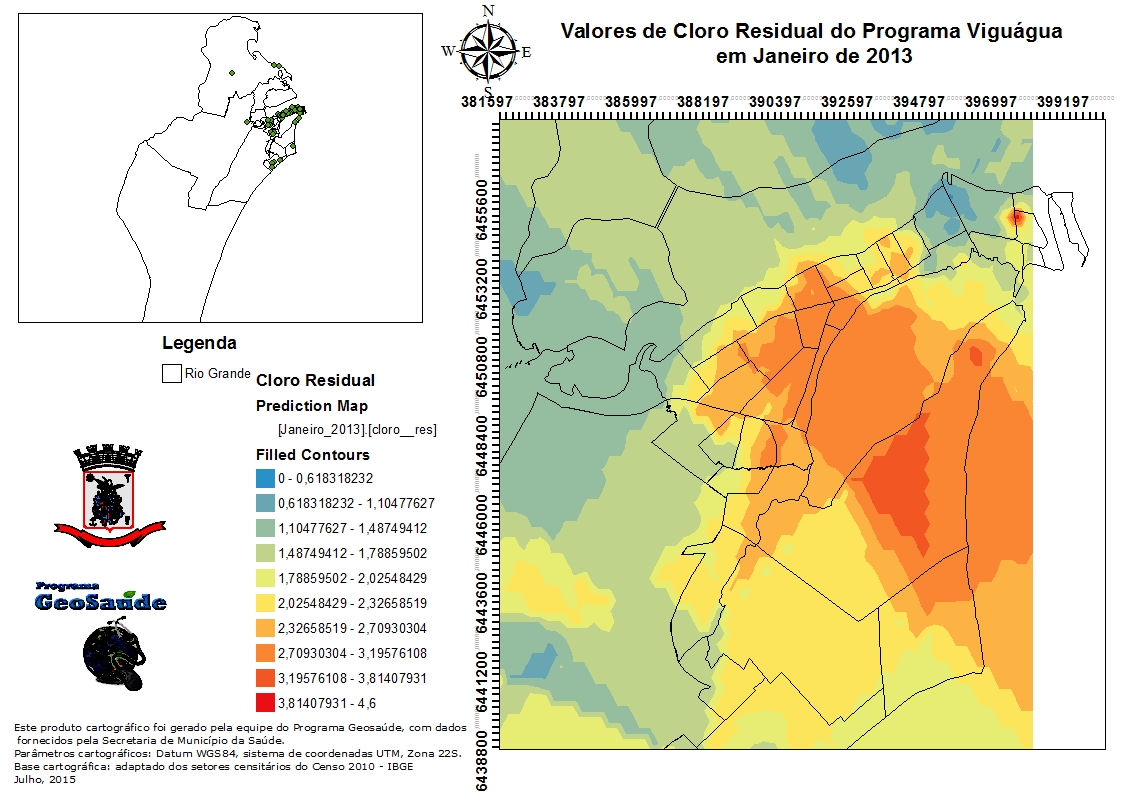 Valores de Cloro Residual do Programa Viguágua
em Janeiro de 2013
N
W E
S
381597 383797 385997 388197 390397 392597 394797 396997 399197
6455600
6453200
6450800
6448400
6446000
6443600
6441200
6438800
Legenda
Rio Grande
Cloro Residual
Prediction Map
[Janeiro_2013].[cloro__res]
Filled Contours
0 - 0,618318232
0,618318232 - 1,10477627
1,10477627 - 1,48749412
1,48749412 - 1,78859502
1,78859502 - 2,02548429
2,02548429 - 2,32658519
2,32658519 - 2,70930304
2,70930304 - 3,19576108
3,19576108 - 3,81407931
3,81407931 - 4,6
Programa
GeoSaúde
Este produto cartográfico foi gerado pela equipe do Programa Geosaúde, com dados
fornecidos pela Secretaria de Município da Saúde.
Parâmetros cartográficos: Datum WGS84, sistema de coordenadas UTM, Zona 22S.
Base cartográfica: adaptado dos setores censitários do Censo 2010 - IBGE
Julho, 2015